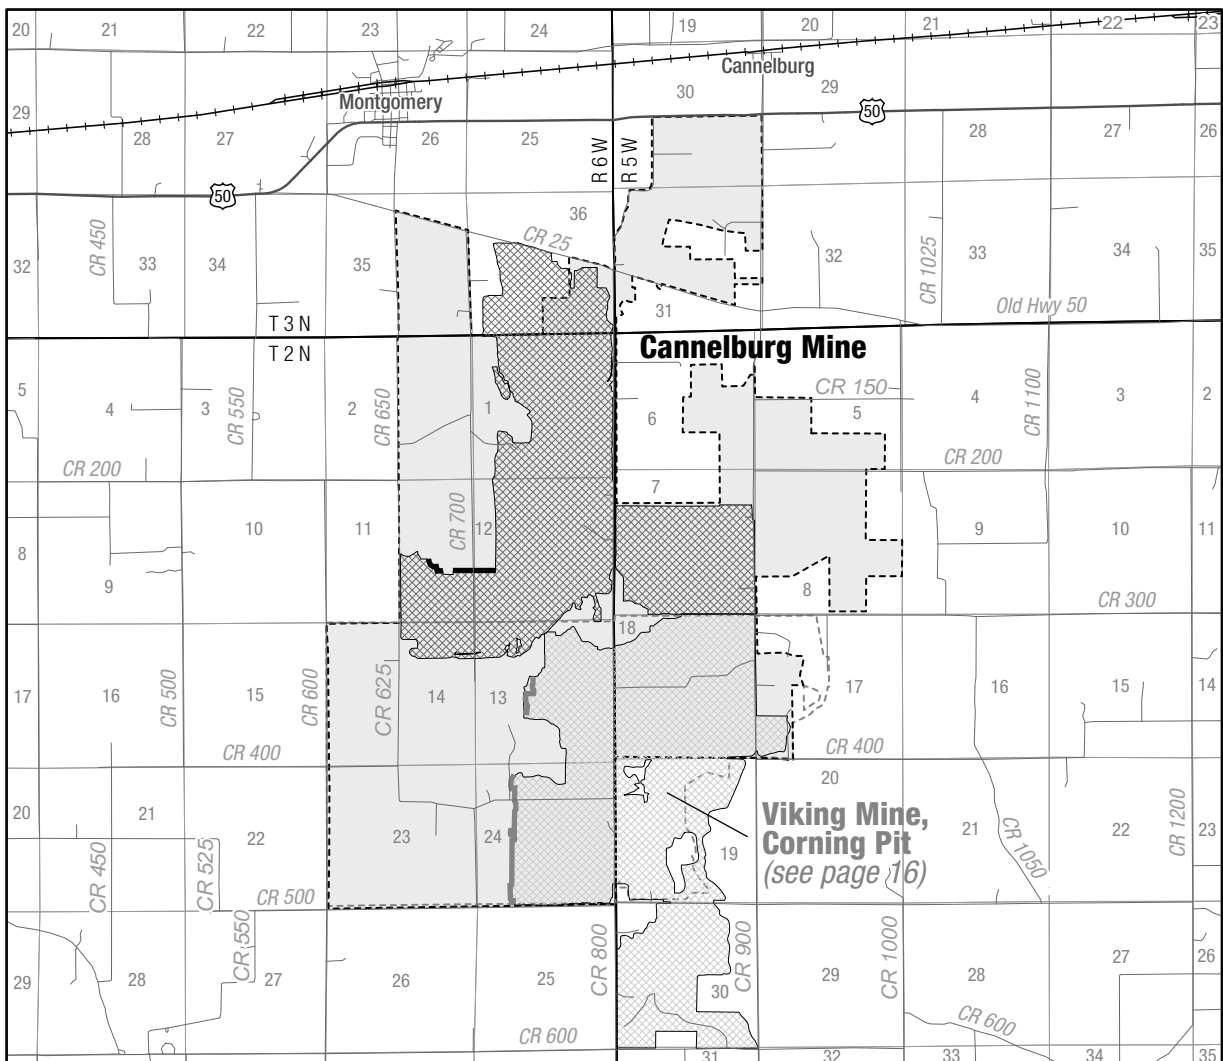 20
21
22
23
24
19
20
21
22
23
Cannelburg
Montgomery
30
29
29
50
28
27
26
25
28
27
26
R 6 W
R 5 W
50
36
CR 25
CR 450
32
33
34
35
32
CR 1025
33
34
35
31
Old Hwy 50
T 3 N
T 2 N
Cannelburg Mine
5
4
3
CR 550
2
CR 650
1
6
CR 150
5
4
CR 1100
3
2
CR 200
CR 200
7
8
9
10
11
CR 700
12
9
10
11
8
CR 300
18
17
16
CR 500
15
CR 600
CR 625
14
13
17
16
15
14
CR 400
CR 400
20
20
21
22
23
24
19
Viking Mine,
Corning Pit
(see page 16)
21
CR 1050
22
CR 1200
23
CR 450
CR 525
CR 500
CR 550
CR 800
CR 900
CR 1000
29
28
27
26
25
30
29
28
27
26
CR 600
CR 600
31
32
33
34
35